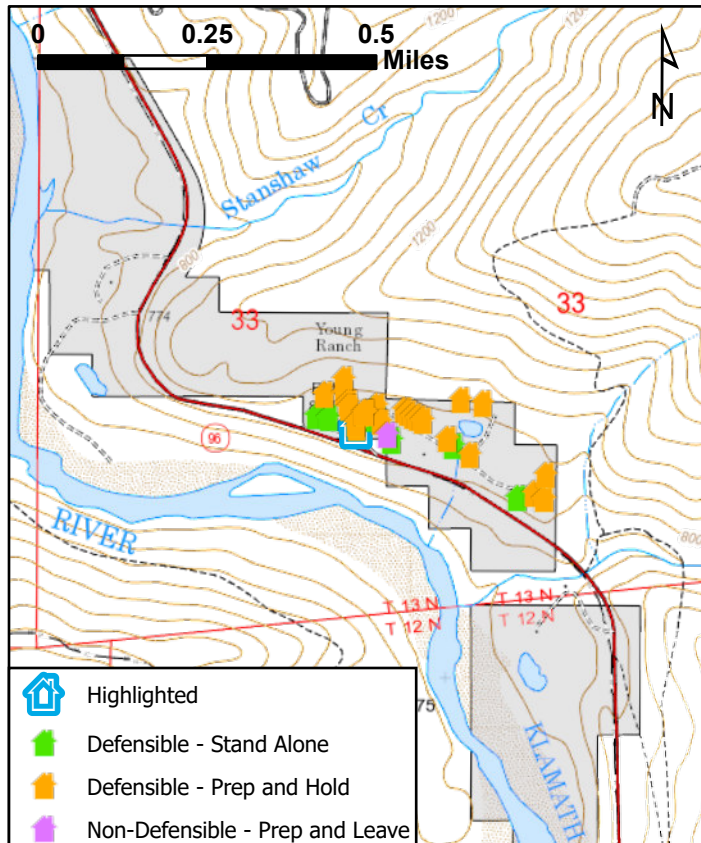 0 0.25 0.5
Miles
N
1200
1200
1200
Stanshaw Cr
800
774
33
33
Young
Ranch
96
RIVER
800
T 13 N
T 12 N
T 13 N
T 12 N
75
KLAMATH
Highlighted
Defensible - Stand Alone
Defensible - Prep and Hold
Non-Defensible - Prep and Leave